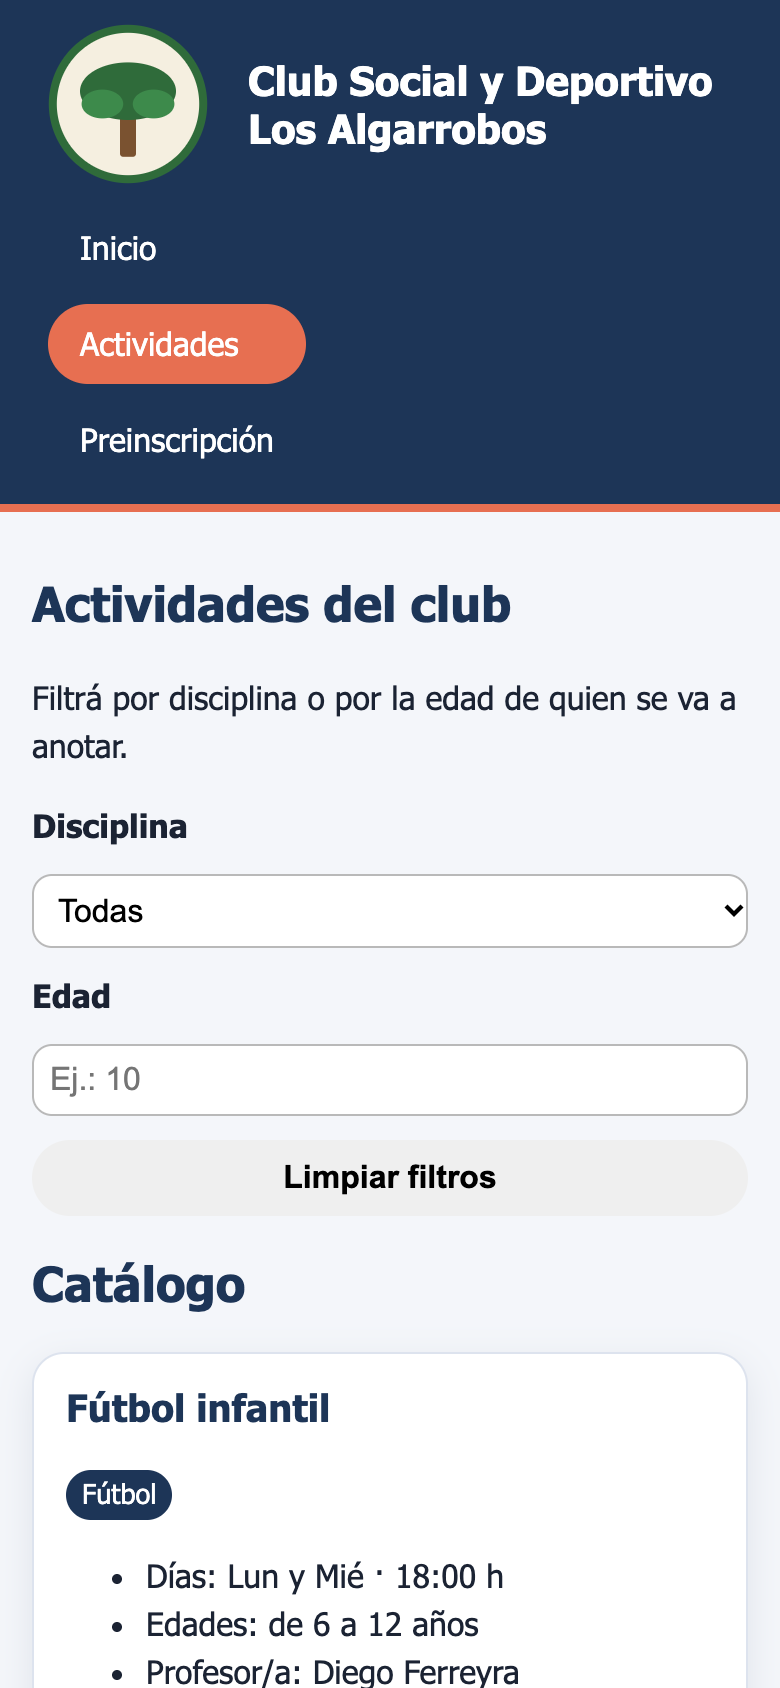 Club Social y Deportivo
Los Algarrobos
Inicio
Actividades
Preinscripción
Actividades del club
Filtrá por disciplina o por la edad de quien se va a
anotar.
Disciplina
Todas
Edad
Ej.: 10
Limpiar filtros
Catálogo
Fútbol infantil
Fútbol
• Días: Lun y Mié · 18:00 h
• Edades: de 6 a 12 años
• Profesor/a: Diego Ferreyra